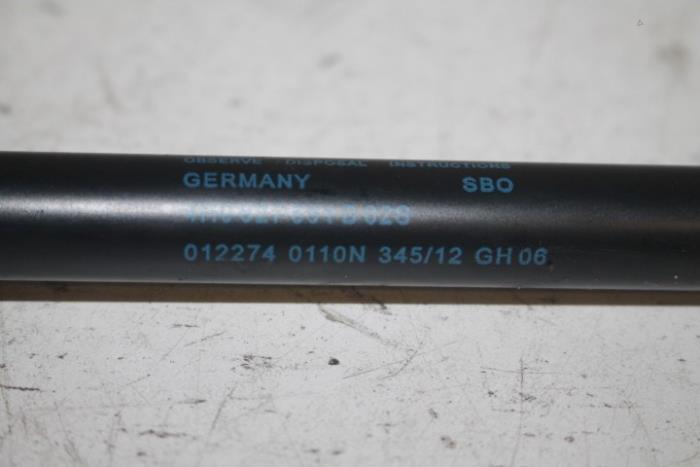 OBSERVE DISPOSAL INSTRUCTIONS
GERMANY SBO
012274 0110N 345/12 GH 06